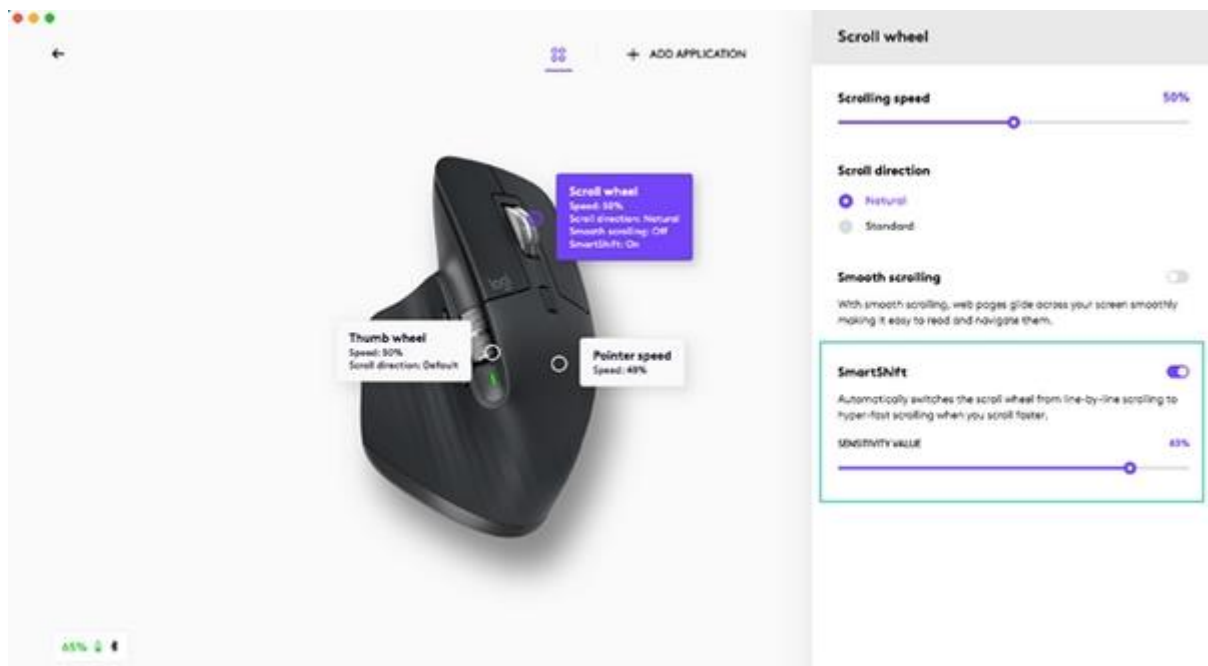 + ADD APPLICATION
Scroll wheel
Scrolling speed 50%
Scroll direction
Natural
Standard
Smooth scrolling
With smooth scrolling, web pages glide across your screen smoothly
making it easy to read and navigate them.
SmartShift
Automatically switches the scroll wheel from line-by-line scrolling to
hyper-fast scrolling when you scroll faster.
SENSITIVITY VALUE
Scroll wheel
Speed: 50%
Scroll direction: Natural
Smooth scrolling: Off
SmartShift: On
logi
Thumb wheel
Speed: 50%
Scroll direction: Default
Pointer speed
Speed: 48%
65%